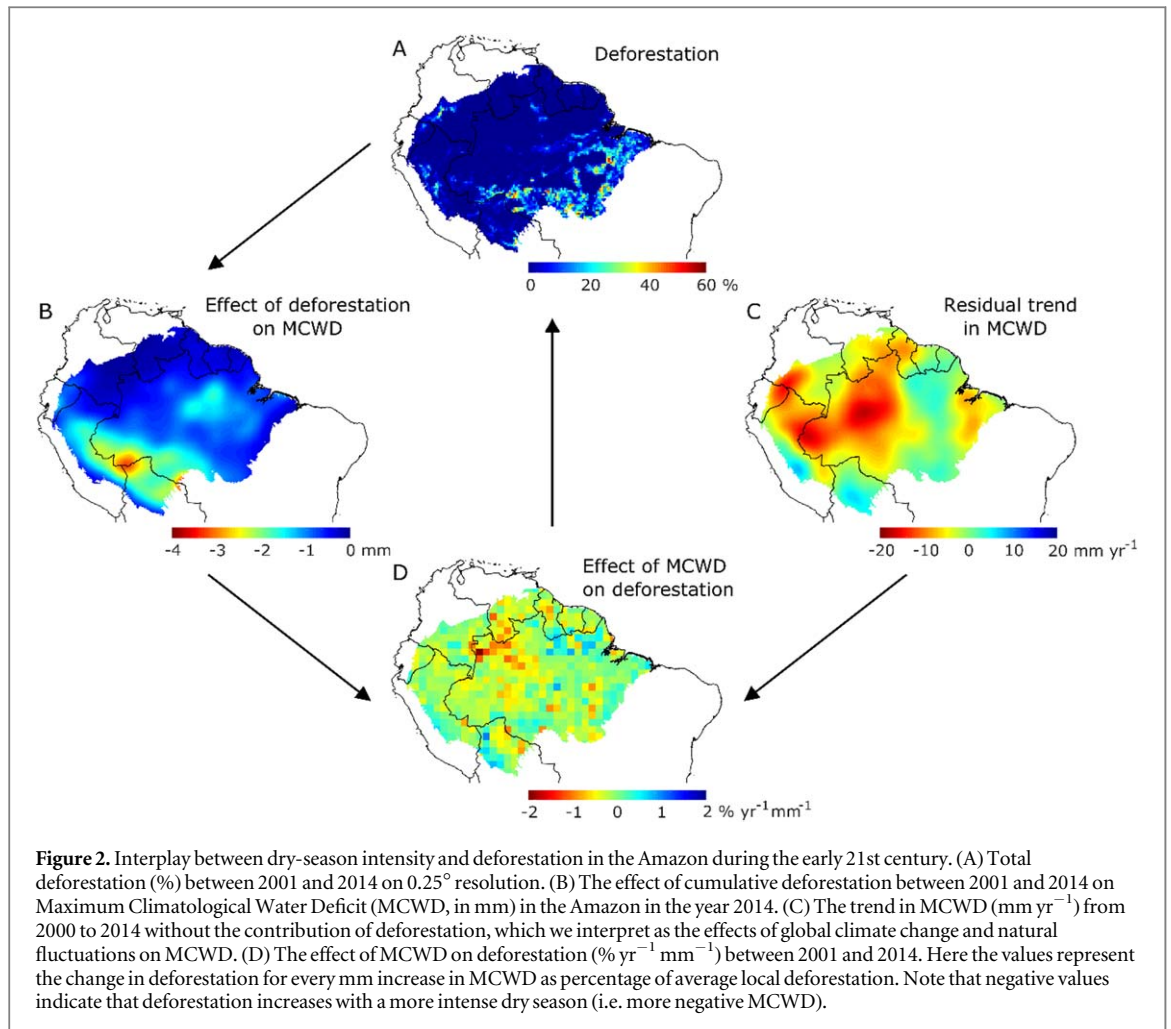 A
Deforestation
0 20 40 60 %
B
Effect of deforestation
on MCWD
-4 -3 -2 -1 0 mm
C
Residual trend
in MCWD
-20 -10 0 10 20 mm yr⁻¹
D
Effect of MCWD
on deforestation
-2 -1 0 1 2 % yr⁻¹mm⁻¹
Figure 2. Interplay between dry-season intensity and deforestation in the Amazon during the early 21st century. (A) Total
deforestation (%) between 2001 and 2014 on 0.25° resolution. (B) The effect of cumulative deforestation between 2001 and 2014 on
Maximum Climatological Water Deficit (MCWD, in mm) in the Amazon in the year 2014. (C) The trend in MCWD (mm yr⁻¹) from
2000 to 2014 without the contribution of deforestation, which we interpret as the effects of global climate change and natural
fluctuations on MCWD. (D) The effect of MCWD on deforestation (% yr⁻¹ mm⁻¹) between 2001 and 2014. Here the values represent
the change in deforestation for every mm increase in MCWD as percentage of average local deforestation. Note that negative values
indicate that deforestation increases with a more intense dry season (i.e. more negative MCWD).